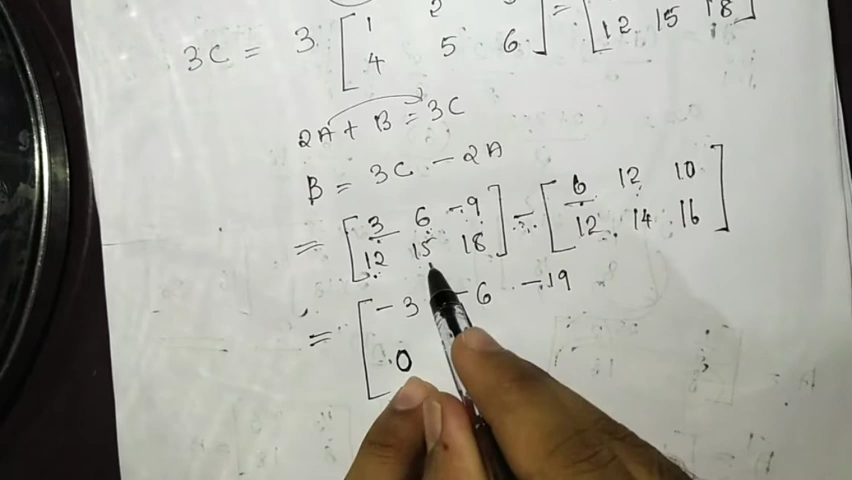 3C = 3 [ 1 2
4 5 6 ] = [ 12 15 18 ]
2A + B = 3C
B = 3C - 2A
= [ 3 6 -9
12 15 18 ] - [ 6 12 10
12 14 16 ]
= [ -3 -6 -19
0